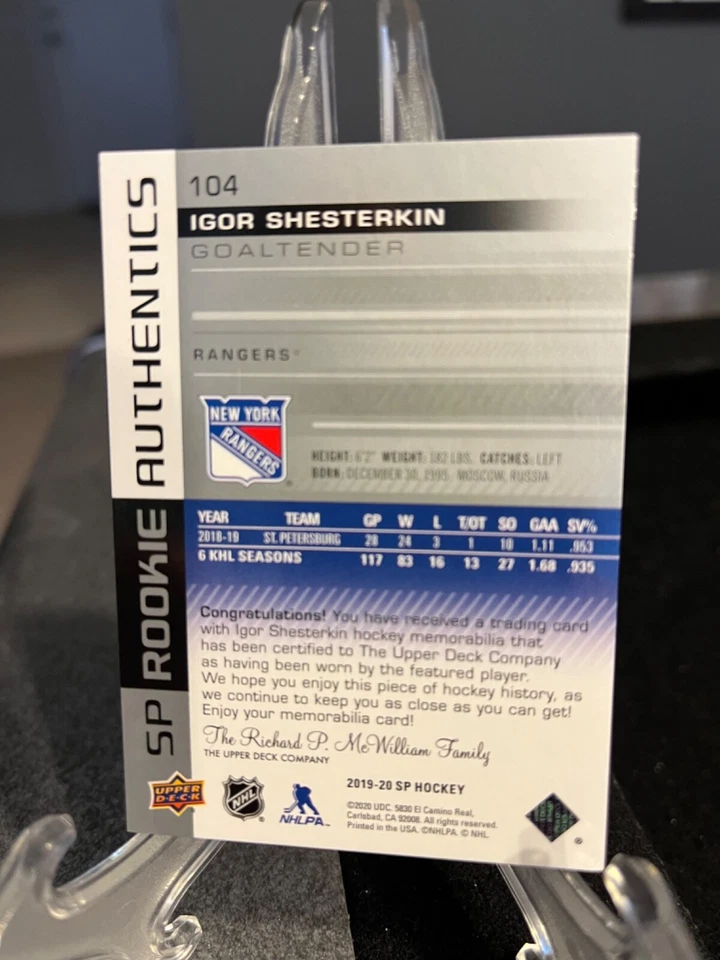 SP ROOKIE AUTHENTICS
104
IGOR SHESTERKIN
GOALTENDER
RANGERS®
NEW YORK
RANGERS
HEIGHT: 6'2" WEIGHT: 182 LBS. CATCHES: LEFT
BORN: DECEMBER 30, 1995 MOSCOW, RUSSIA
YEAR TEAM GP W L T/OT SO GAA SV%
2018-19 ST. PETERSBURG 28 24 3 1 10 1.11 .953
6 KHL SEASONS 117 83 16 13 27 1.68 .935
Congratulations! You have received a trading card
with Igor Shesterkin hockey memorabilia that
has been certified to The Upper Deck Company
as having been worn by the featured player.
We hope you enjoy this piece of hockey history, as
we continue to keep you as close as you can get!
Enjoy your memorabilia card!
The Richard P. McWilliam Family
THE UPPER DECK COMPANY
2019-20 SP HOCKEY
UPPER
D·E·C·K
NHL
NHLPA™
©2020 UDC. 5830 El Camino Real,
Carlsbad, CA 92008. All rights reserved.
Printed in the USA. ©NHLPA. © NHL.